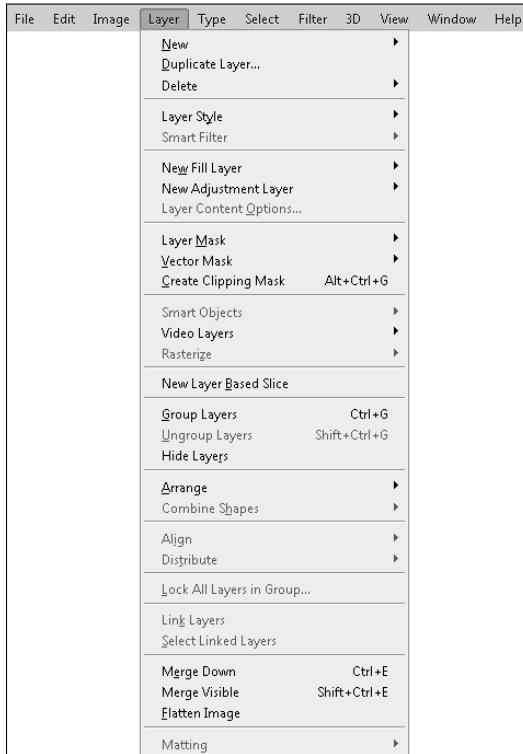 File Edit Image Layer Type Select Filter 3D View Window Help
New
Duplicate Layer...
Delete
Layer Style
Smart Filter
New Fill Layer
New Adjustment Layer
Layer Content Options...
Layer Mask
Vector Mask
Create Clipping Mask Alt+Ctrl+G
Smart Objects
Video Layers
Rasterize
New Layer Based Slice
Group Layers Ctrl+G
Ungroup Layers Shift+Ctrl+G
Hide Layers
Arrange
Combine Shapes
Align
Distribute
Lock All Layers in Group...
Link Layers
Select Linked Layers
Merge Down Ctrl+E
Merge Visible Shift+Ctrl+E
Flatten Image
Matting